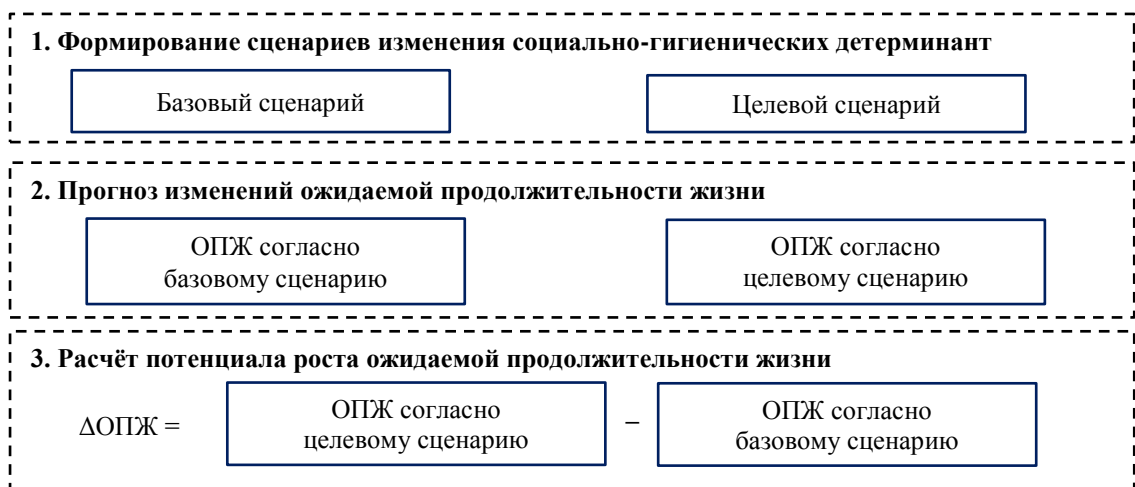 1. Формирование сценариев изменения социально-гигиенических детерминант
Базовый сценарий
Целевой сценарий
2. Прогноз изменений ожидаемой продолжительности жизни
ОПЖ согласно
базовому сценарию
ОПЖ согласно
целевому сценарию
3. Расчёт потенциала роста ожидаемой продолжительности жизни
ΔОПЖ =
ОПЖ согласно
целевому сценарию
–
ОПЖ согласно
базовому сценарию